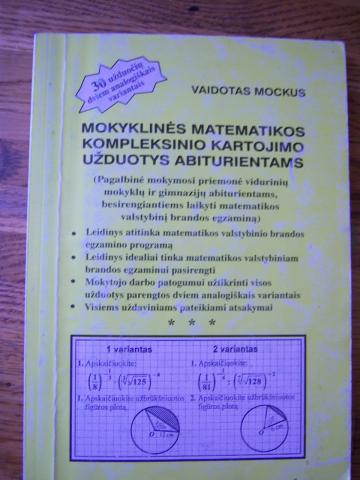 30 užduočių
dviem analogiškais
variantais
VAIDOTAS MOCKUS
MOKYKLINĖS MATEMATIKOS
KOMPLEKSINIO KARTOJIMO
UŽDUOTYS ABITURIENTAMS
(Pagalbinė mokymosi priemonė vidurinių
mokyklų ir gimnazijų abiturientams,
besirengiantiems laikyti matematikos
valstybinį brandos egzaminą)
• Leidinys atitinka matematikos valstybinio brandos
egzamino programą
• Leidinys idealiai tinka matematikos valstybiniam
brandos egzaminui pasirengti
• Mokytojo darbo patogumui užtikrinti visos
užduotys parengtos dviem analogiškais variantais
• Visiems uždaviniams pateikiami atsakymai
* * *
1 variantas
2 variantas
1. Apskaičiuokite:
1. Apskaičiuokite:
1. Apskaičiuokite užbrūkšniuotos
figūros plotą.
2. Apskaičiuokite užbrūkšniuotos
figūros plotą.